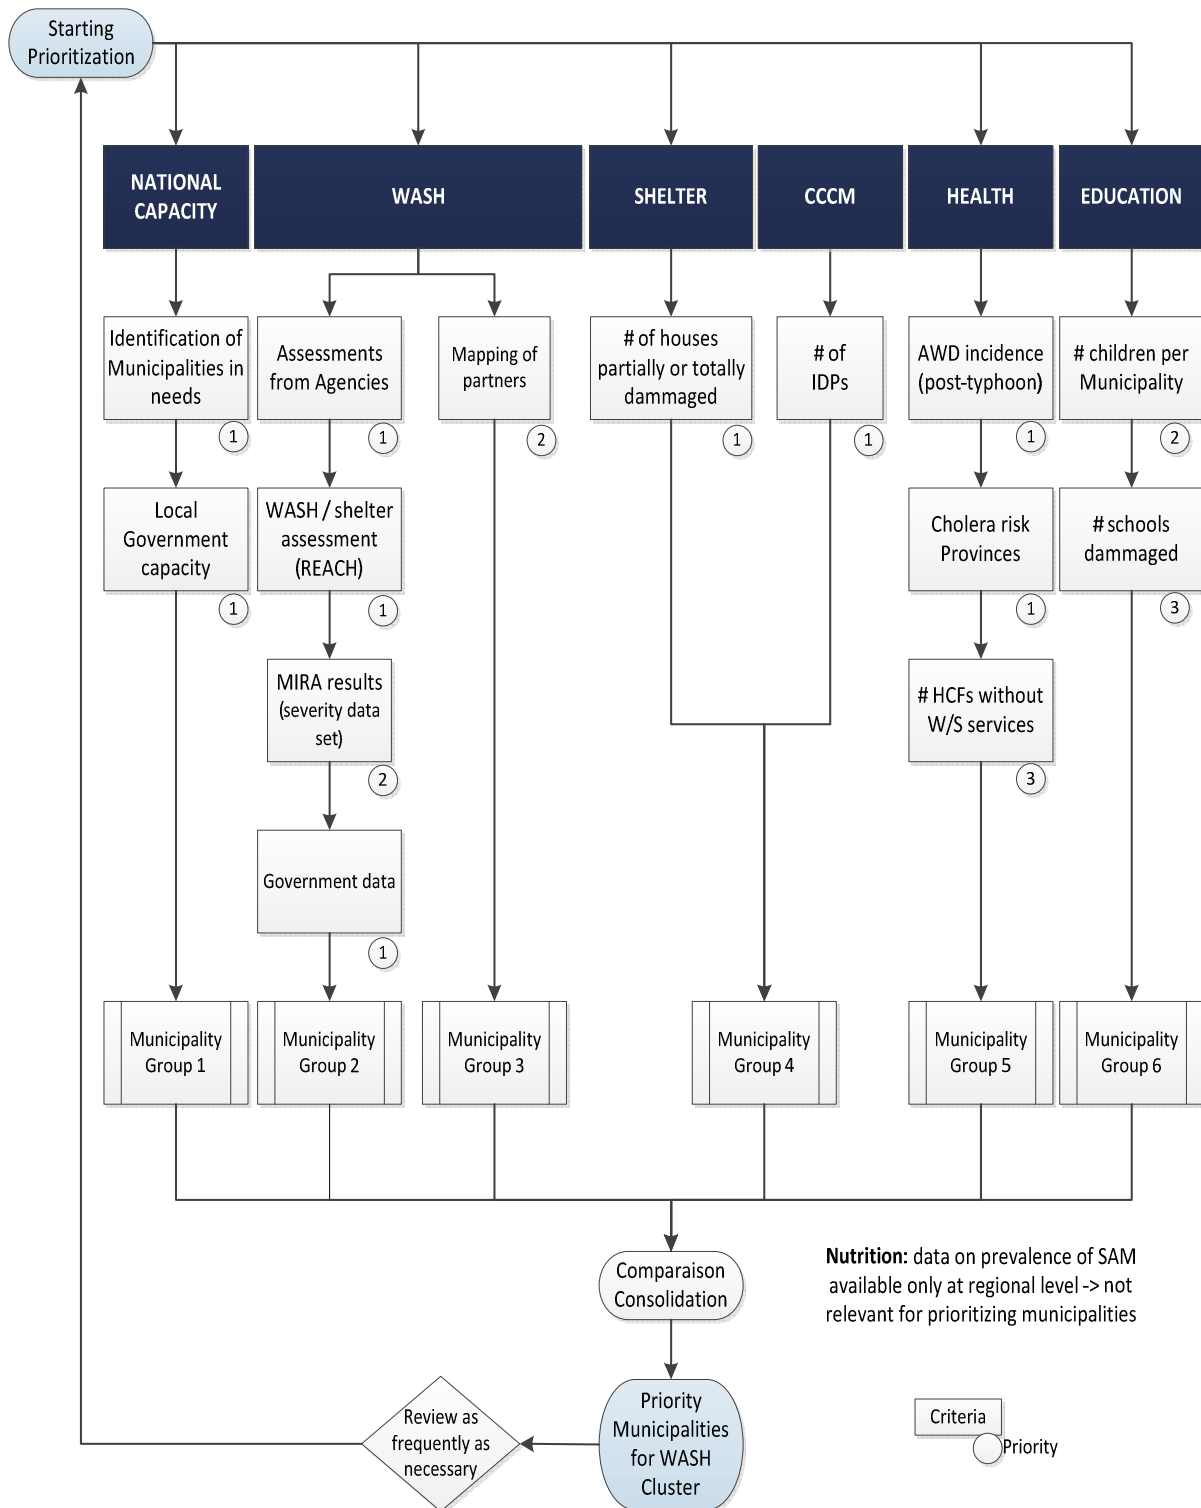 Starting
Prioritization
NATIONAL
CAPACITY
WASH
SHELTER
CCCM
HEALTH
EDUCATION
Identification of
Municipalities in
needs
1
Assessments
from Agencies
1
Mapping of
partners
2
# of houses
partially or totally
dammaged
1
# of
IDPs
1
AWD incidence
(post-typhoon)
1
# children per
Municipality
2
Local
Government
capacity
1
WASH / shelter
assessment
(REACH)
1
Cholera risk
Provinces
1
# schools
dammaged
3
MIRA results
(severity data
set)
2
# HCFs without
W/S services
3
Government data
1
Municipality
Group 1
Municipality
Group 2
Municipality
Group 3
Municipality
Group 4
Municipality
Group 5
Municipality
Group 6
Comparaison
Consolidation
Nutrition: data on prevalence of SAM
available only at regional level -> not
relevant for prioritizing municipalities
Priority
Municipalities
for WASH
Cluster
Review as
frequently as
necessary
Criteria
Priority